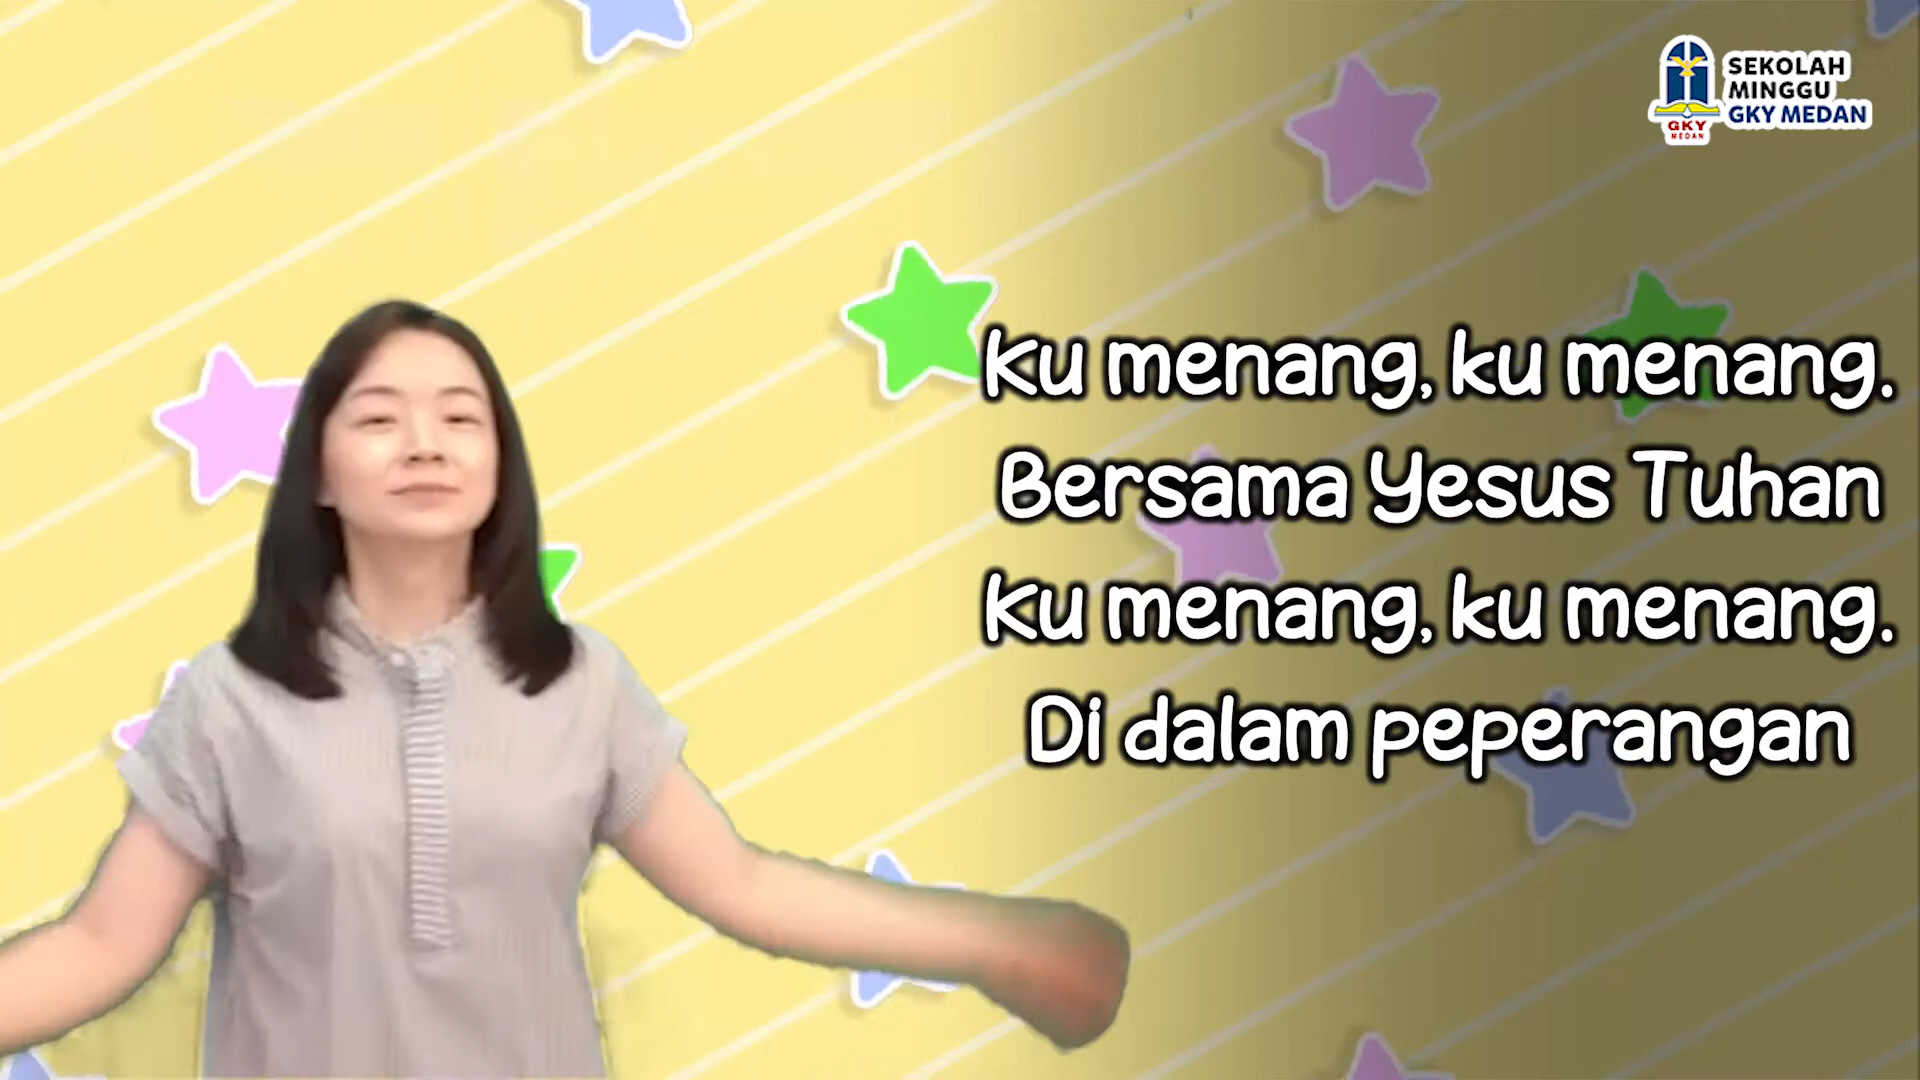 SEKOLAH
MINGGU
GKY MEDAN
GKY
MEDAN
Ku menang, ku menang.
Bersama Yesus Tuhan
Ku menang, ku menang.
Di dalam peperangan